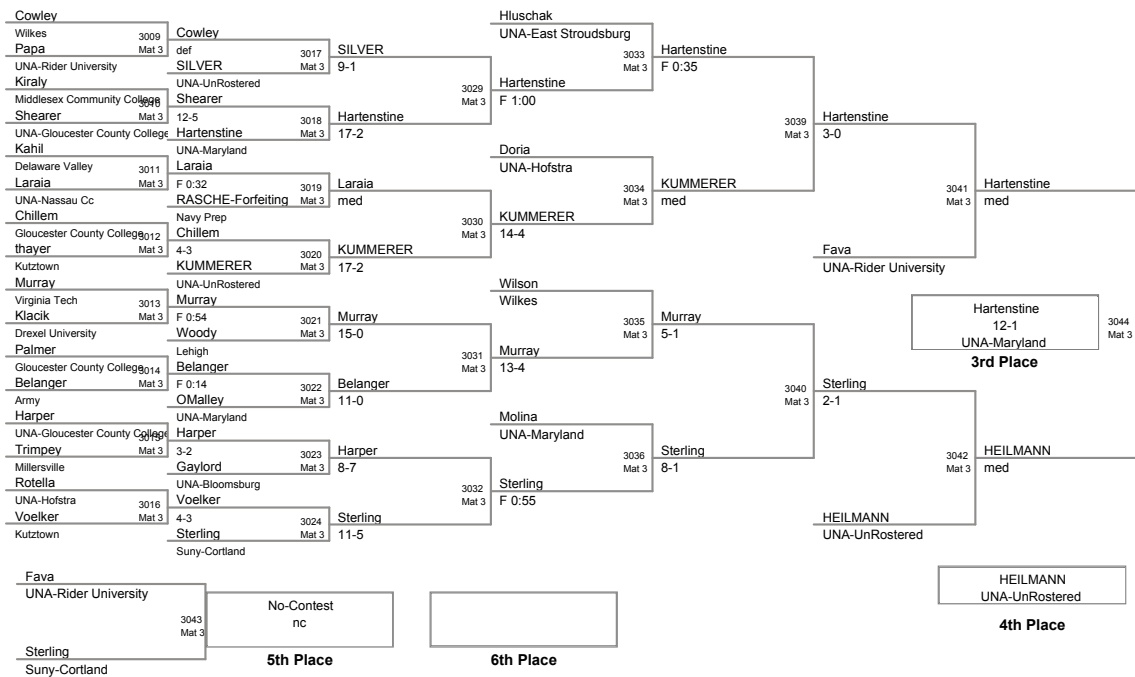 Cowley
Wilkes
3009
Papa
Mat 3
UNA-Rider University
Kiraly
Middlesex Community College
Shearer
Mat 3
UNA-Gloucester County College
Kahil
Delaware Valley
3011
Laraia
Mat 3
UNA-Nassau Cc
Chillem
Gloucester County College
3012
thayer
Mat 3
Kutztown
Murray
Virginia Tech
3013
Klacik
Mat 3
Drexel University
Palmer
Gloucester County College
3014
Belanger
Mat 3
Army
Harper
UNA-Gloucester County College
Trimpey
Mat 3
Millersville
Rotella
UNA-Hofstra
3016
Voelker
Mat 3
Kutztown
Cowley
def
3017
SILVER
Mat 3
UNA-UnRostered
Shearer
12-5
3018
Hartenstine
Mat 3
UNA-Maryland
Laraia
F 0:32
3019
RASCHE-Forfeiting
Mat 3
Navy Prep
Chillem
4-3
3020
KUMMERER
Mat 3
UNA-UnRostered
Murray
F 0:54
3021
Woody
Mat 3
Lehigh
Belanger
F 0:14
3022
OMalley
Mat 3
UNA-Maryland
Harper
3-2
3023
Gaylord
Mat 3
UNA-Bloomsburg
Voelker
4-3
3024
Sterling
Mat 3
Suny-Cortland
SILVER
9-1
3029
Mat 3
Hartenstine
17-2
Laraia
med
3030
Mat 3
KUMMERER
17-2
Murray
15-0
3031
Mat 3
Belanger
11-0
Harper
8-7
3032
Mat 3
Sterling
11-5
Hluschak
UNA-East Stroudsburg
3033
Mat 3
Hartenstine
F 1:00
Doria
UNA-Hofstra
3034
Mat 3
KUMMERER
14-4
Wilson
Wilkes
3035
Mat 3
Murray
13-4
Molina
UNA-Maryland
3036
Mat 3
Sterling
F 0:55
Hartenstine
F 0:35
3039
Mat 3
KUMMERER
med
Murray
5-1
3040
Mat 3
Sterling
8-1
Hartenstine
3-0
3041
Mat 3
Fava
UNA-Rider University
Sterling
2-1
3042
Mat 3
HEILMANN
UNA-UnRostered
Hartenstine
med
Hartenstine
12-1
UNA-Maryland
3044
Mat 3
3rd Place
HEILMANN
med
HEILMANN
UNA-UnRostered
4th Place
Fava
UNA-Rider University
3043
Mat 3
Sterling
Suny-Cortland
No-Contest
nc
5th Place
6th Place